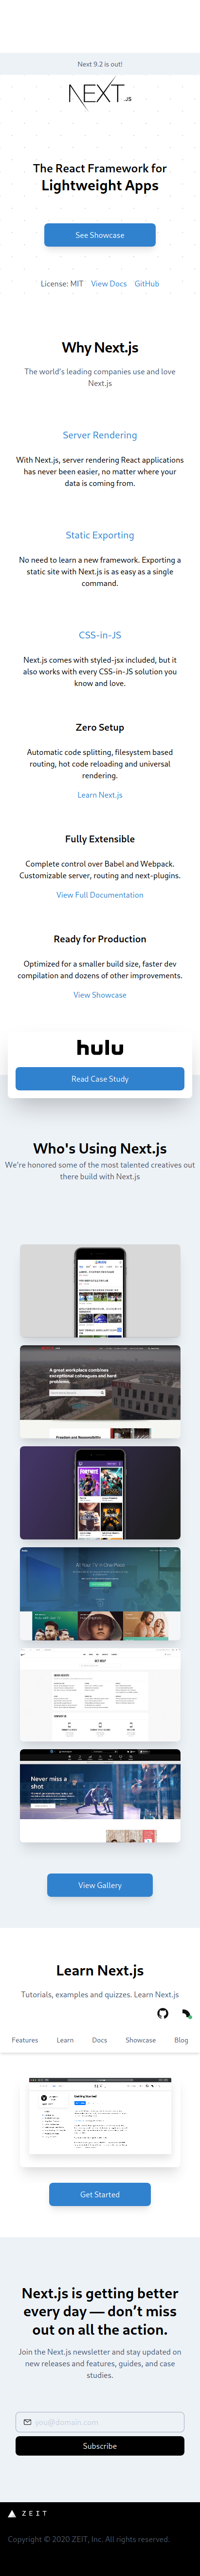 Next 9.2 is out!
NEXT.JS
The React Framework for
Lightweight Apps
See Showcase
License: MIT View Docs GitHub
Why Next.js
The world's leading companies use and love
Next.js
Server Rendering
With Next.js, server rendering React applications
has never been easier, no matter where your
data is coming from.
Static Exporting
No need to learn a new framework. Exporting a
static site with Next.js is as easy as a single
command.
CSS-in-JS
Next.js comes with styled-jsx included, but it
also works with every CSS-in-JS solution you
know and love.
Zero Setup
Automatic code splitting, filesystem based
routing, hot code reloading and universal
rendering.
Learn Next.js
Fully Extensible
Complete control over Babel and Webpack.
Customizable server, routing and next-plugins.
View Full Documentation
Ready for Production
Optimized for a smaller build size, faster dev
compilation and dozens of other improvements.
View Showcase
hulu
Read Case Study
Who's Using Next.js
We're honored some of the most talented creatives out
there build with Next.js
A great workplace combines
exceptional colleagues and hard
problems.
All Your TV in One Place
Never miss a
shot
View Gallery
Learn Next.js
Tutorials, examples and quizzes. Learn Next.js
Features Learn Docs Showcase Blog
Getting Started
Get Started
Next.js is getting better
every day — don't miss
out on all the action.
Join the Next.js newsletter and stay updated on
new releases and features, guides, and case
studies.
you@domain.com
Subscribe
ZEIT
Copyright © 2020 ZEIT, Inc. All rights reserved.